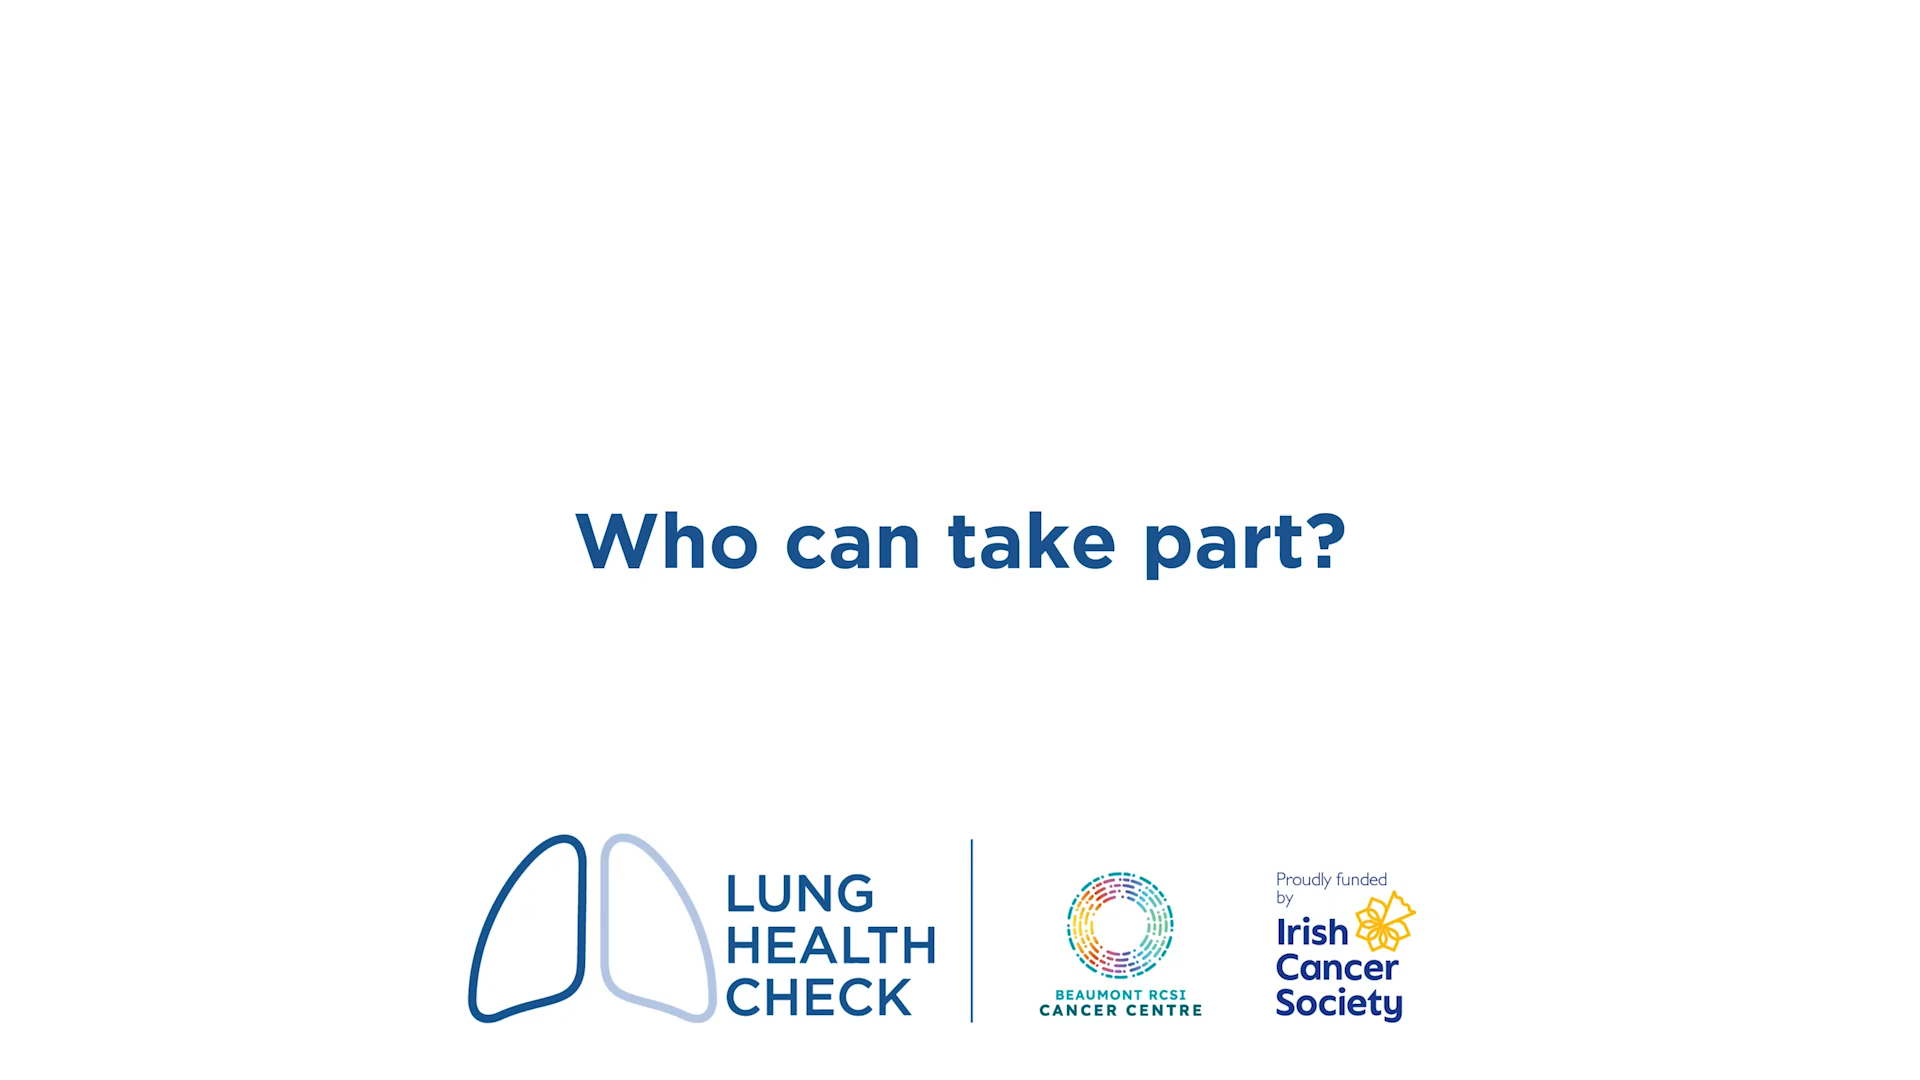 Who can take part?
LUNG
HEALTH
CHECK
BEAUMONT RCSI
CANCER CENTRE
Proudly funded
by
Irish
Cancer
Society